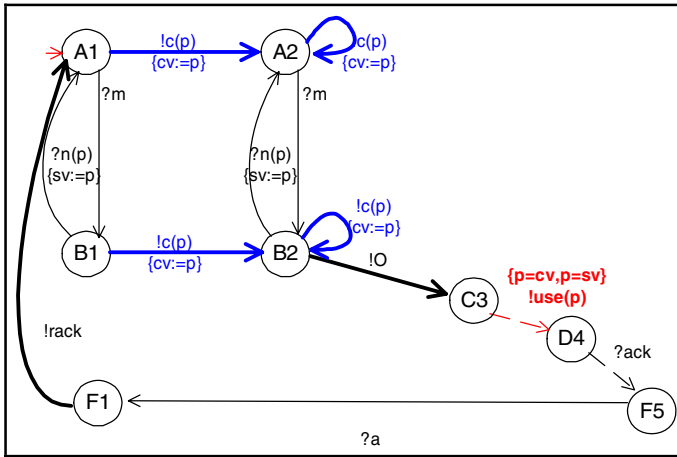 !c(p)
{cv:=p}
A1
A2
c(p)
{cv:=p}
?m
?m
?n(p)
{sv:=p}
?n(p)
{sv:=p}
!c(p)
{cv:=p}
B1
!c(p)
{cv:=p}
B2
!O
{p=cv,p=sv}
!use(p)
C3
D4
!rack
?ack
F1
F5
?a